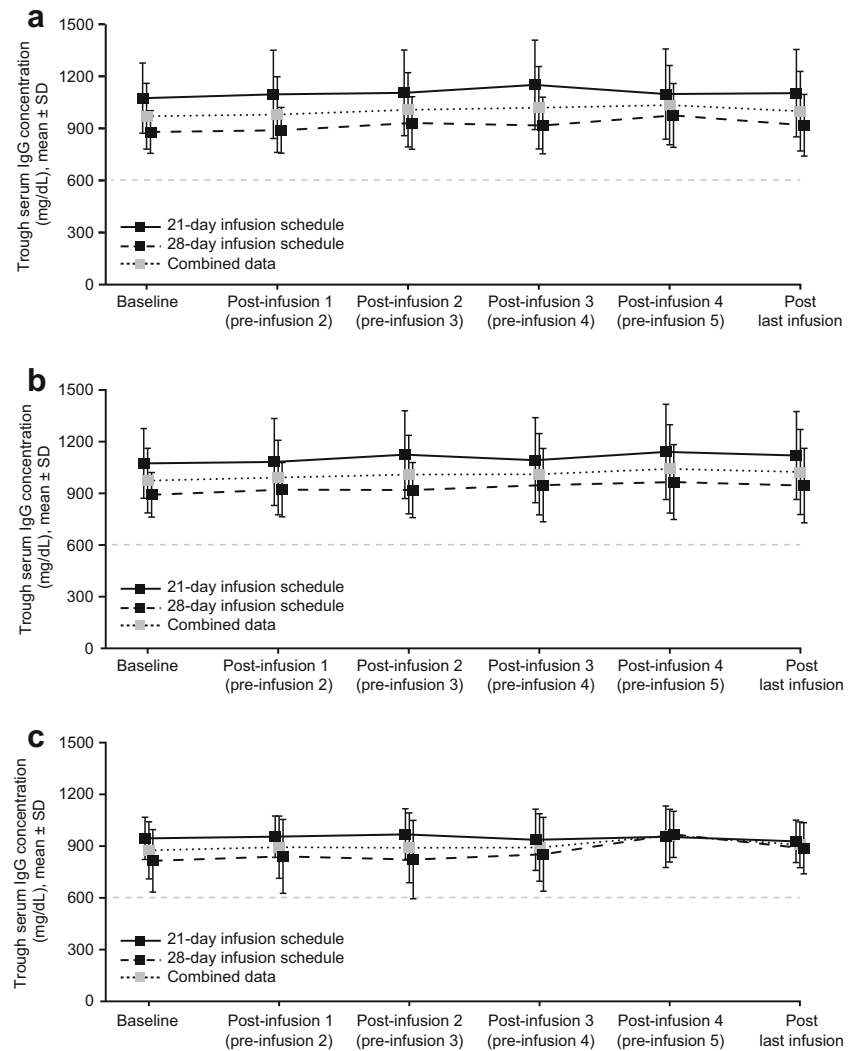 a
Trough serum IgG concentration
(mg/dL), mean ± SD
1500
1200
900
600
300
0
21-day infusion schedule
28-day infusion schedule
Combined data
Baseline
Post-infusion 1
(pre-infusion 2)
Post-infusion 2
(pre-infusion 3)
Post-infusion 3
(pre-infusion 4)
Post-infusion 4
(pre-infusion 5)
Post
last infusion
b
Trough serum IgG concentration
(mg/dL), mean ± SD
1500
1200
900
600
300
0
21-day infusion schedule
28-day infusion schedule
Combined data
Baseline
Post-infusion 1
(pre-infusion 2)
Post-infusion 2
(pre-infusion 3)
Post-infusion 3
(pre-infusion 4)
Post-infusion 4
(pre-infusion 5)
Post
last infusion
c
Trough serum IgG concentration
(mg/dL), mean ± SD
1500
1200
900
600
300
0
21-day infusion schedule
28-day infusion schedule
Combined data
Baseline
Post-infusion 1
(pre-infusion 2)
Post-infusion 2
(pre-infusion 3)
Post-infusion 3
(pre-infusion 4)
Post-infusion 4
(pre-infusion 5)
Post
last infusion